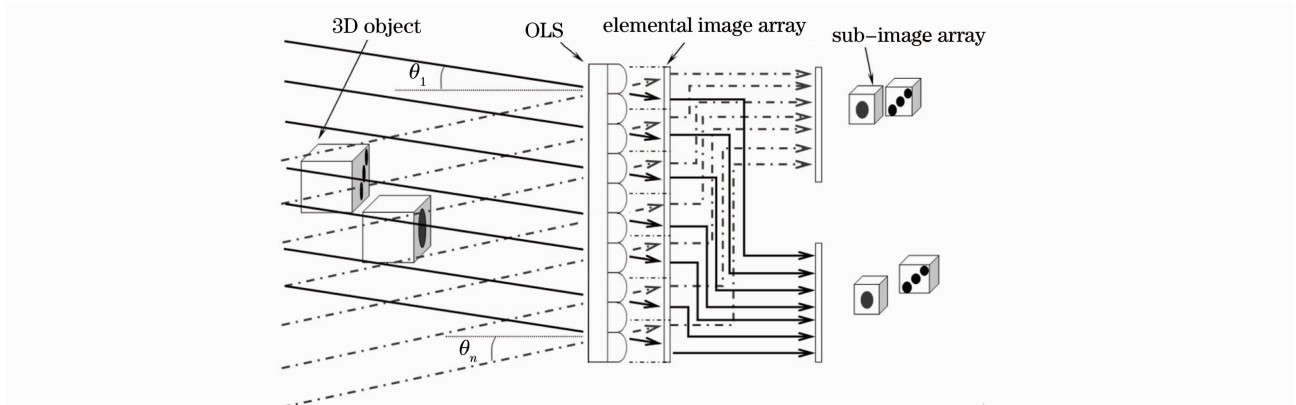 3D object
OLS
elemental image array
sub-image array
θ1
θn